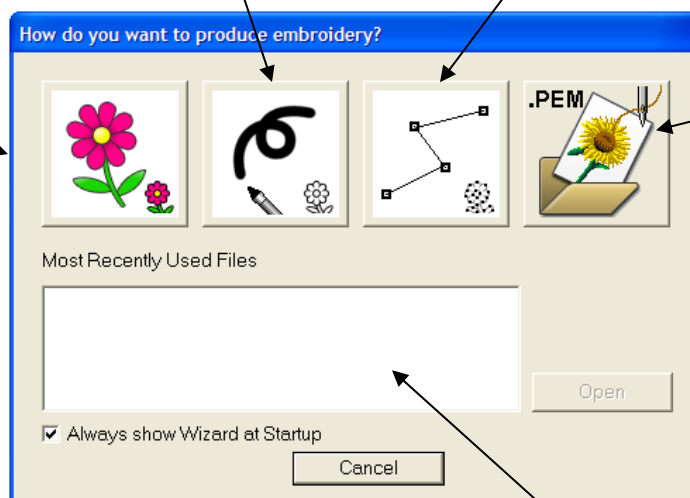 How do you want to produce embroidery?
.PEM
Most Recently Used Files
Open
Always show Wizard at Startup
Cancel